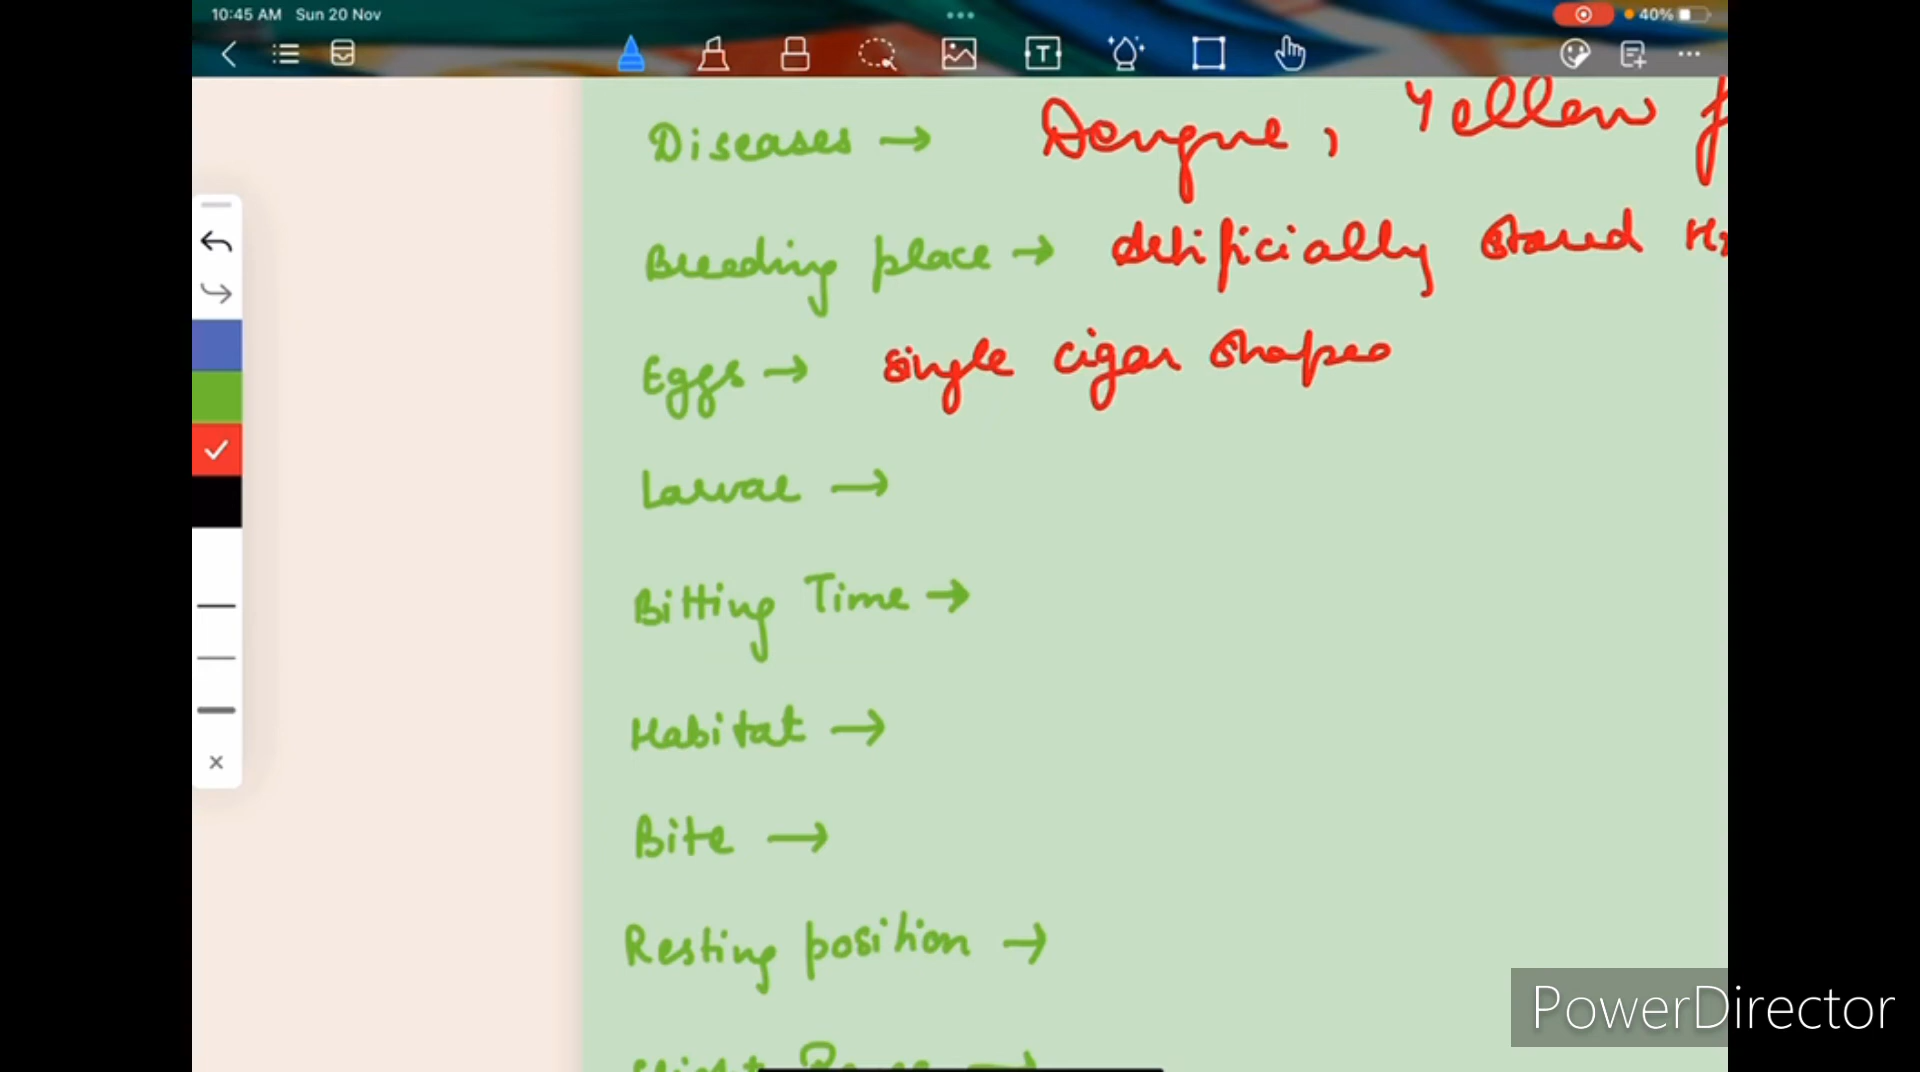 10:45 AM Sun 20 Nov
40%
Diseases → Dengue, Yellow f
Breeding place → artificially stored H
Eggs → single cigar shaped
Larvae →
Bitting Time →
Habitat →
Bite →
Resting position →
PowerDirector